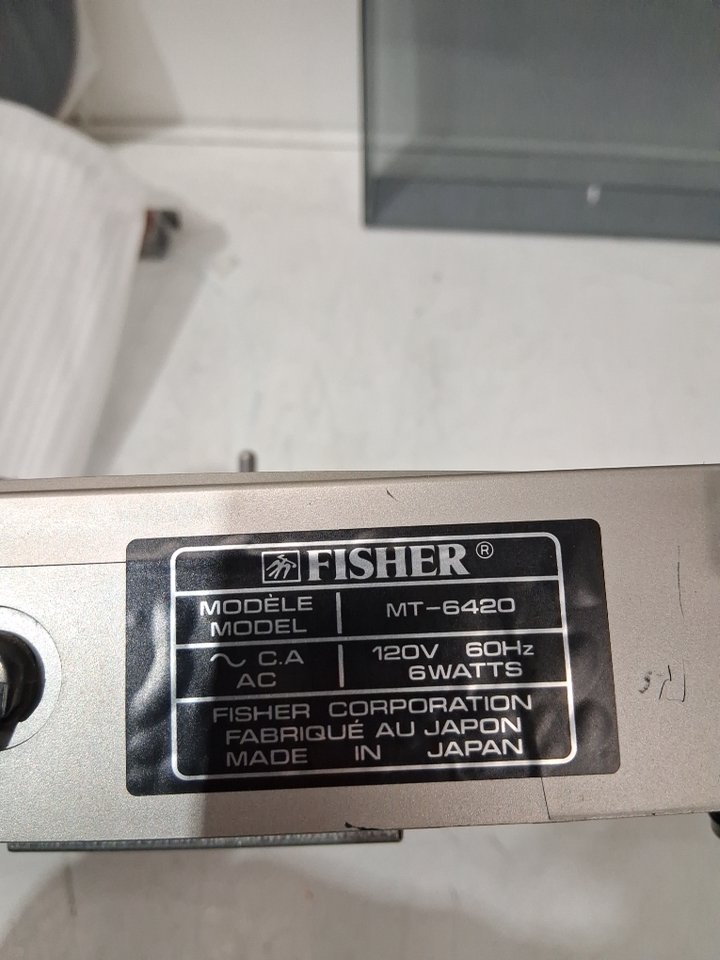 FISHER ®
MODÈLE
MODEL
MT-6420
~ C.A
AC
120V 60Hz
6WATTS
FISHER CORPORATION
FABRIQUÉ AU JAPON
MADE IN JAPAN